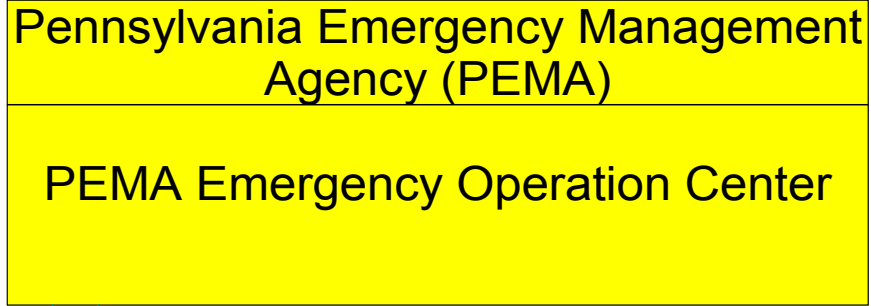 Pennsylvania Emergency Management
Agency (PEMA)
PEMA Emergency Operation Center